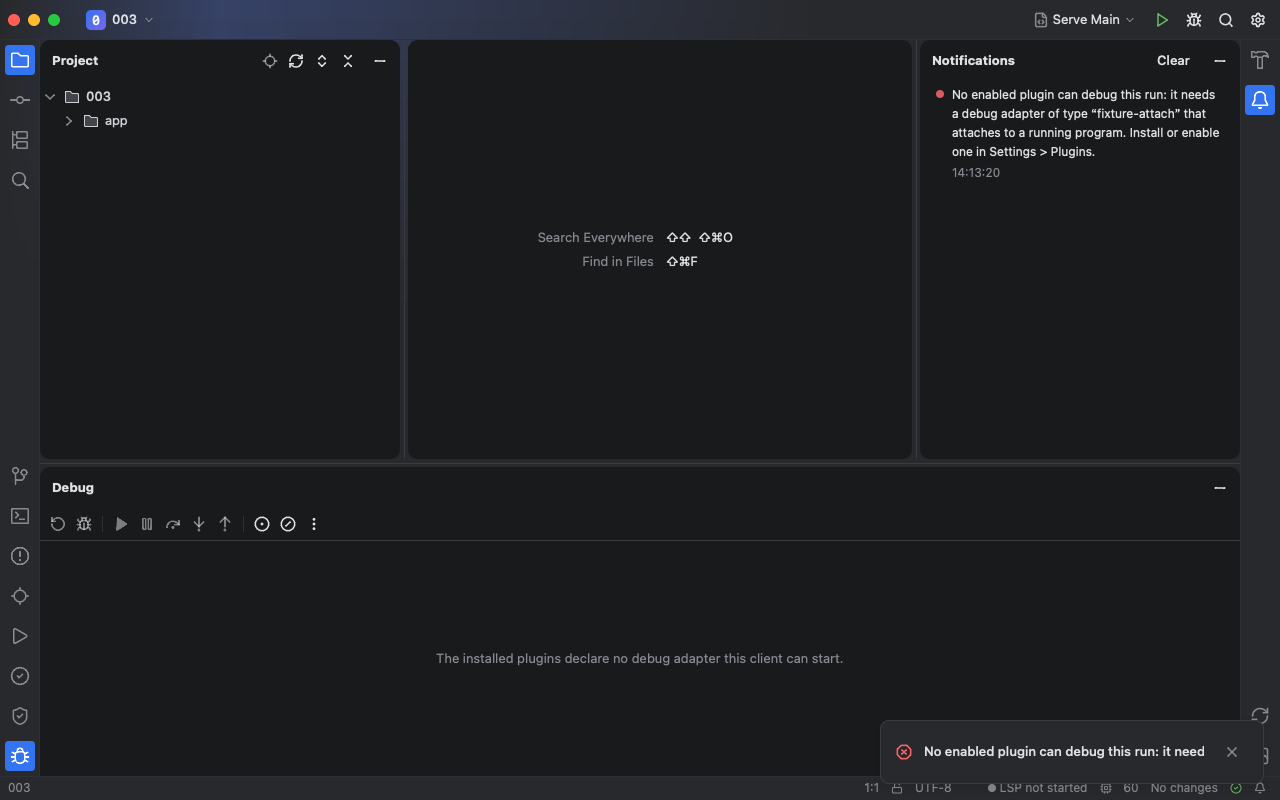 0 003
Serve Main
Project
003
app
Search Everywhere ⇧⇧ ⇧⌘O
Find in Files ⇧⌘F
Notifications Clear
No enabled plugin can debug this run: it needs
a debug adapter of type “fixture-attach” that
attaches to a running program. Install or enable
one in Settings > Plugins.
14:13:20
Debug
The installed plugins declare no debug adapter this client can start.
No enabled plugin can debug this run: it need
003
1:1 UTF-8 LSP not started 60 No changes